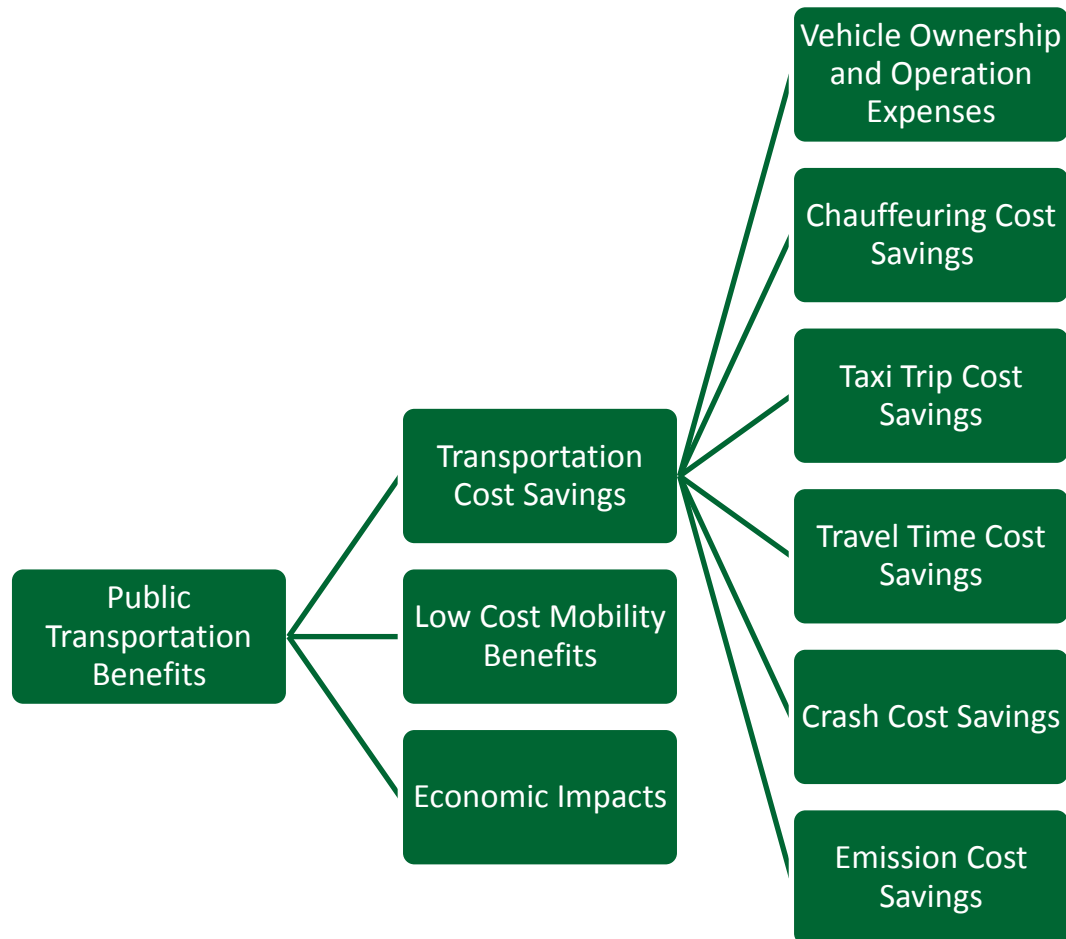 Public
Transportation
Benefits
Transportation
Cost Savings
Low Cost Mobility
Benefits
Economic Impacts
Vehicle Ownership
and Operation
Expenses
Chauffeuring Cost
Savings
Taxi Trip Cost
Savings
Travel Time Cost
Savings
Crash Cost Savings
Emission Cost
Savings